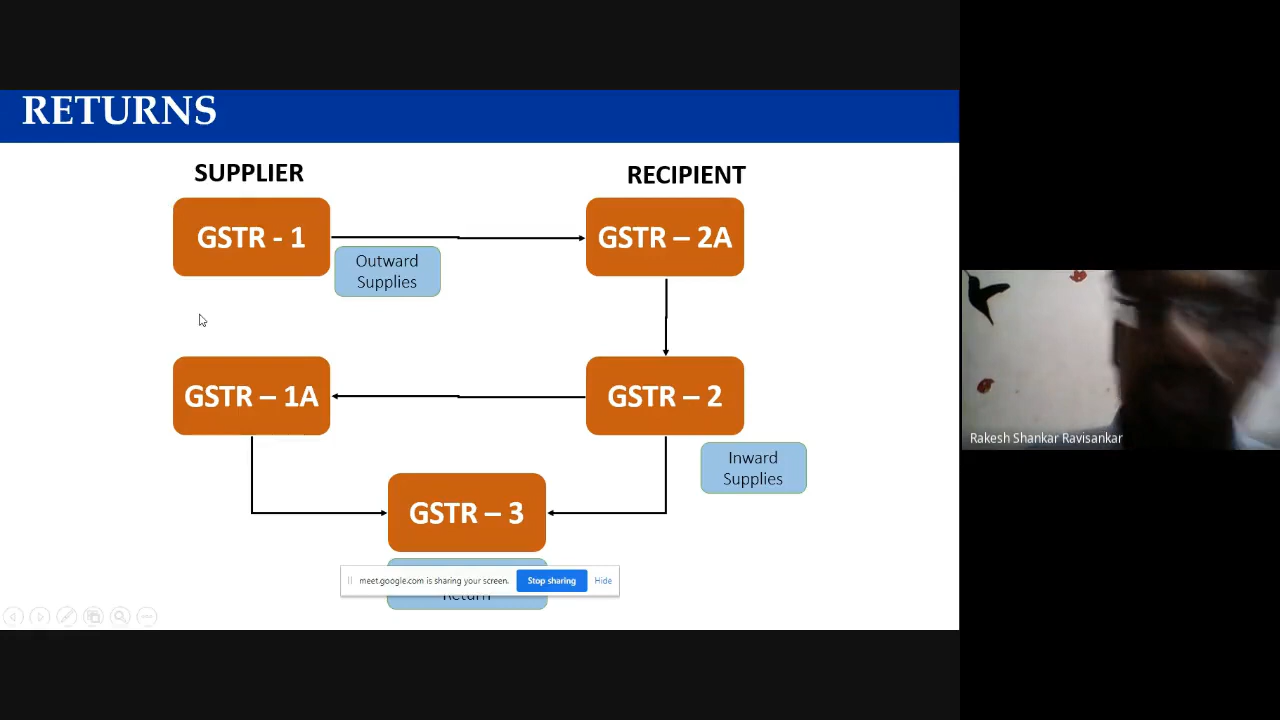 RETURNS
SUPPLIER
RECIPIENT
GSTR - 1
GSTR – 2A
Outward
Supplies
GSTR – 1A
GSTR – 2
Inward
Supplies
GSTR – 3
meet.google.com is sharing your screen.
Stop sharing
Hide
Return
Rakesh Shankar Ravisankar